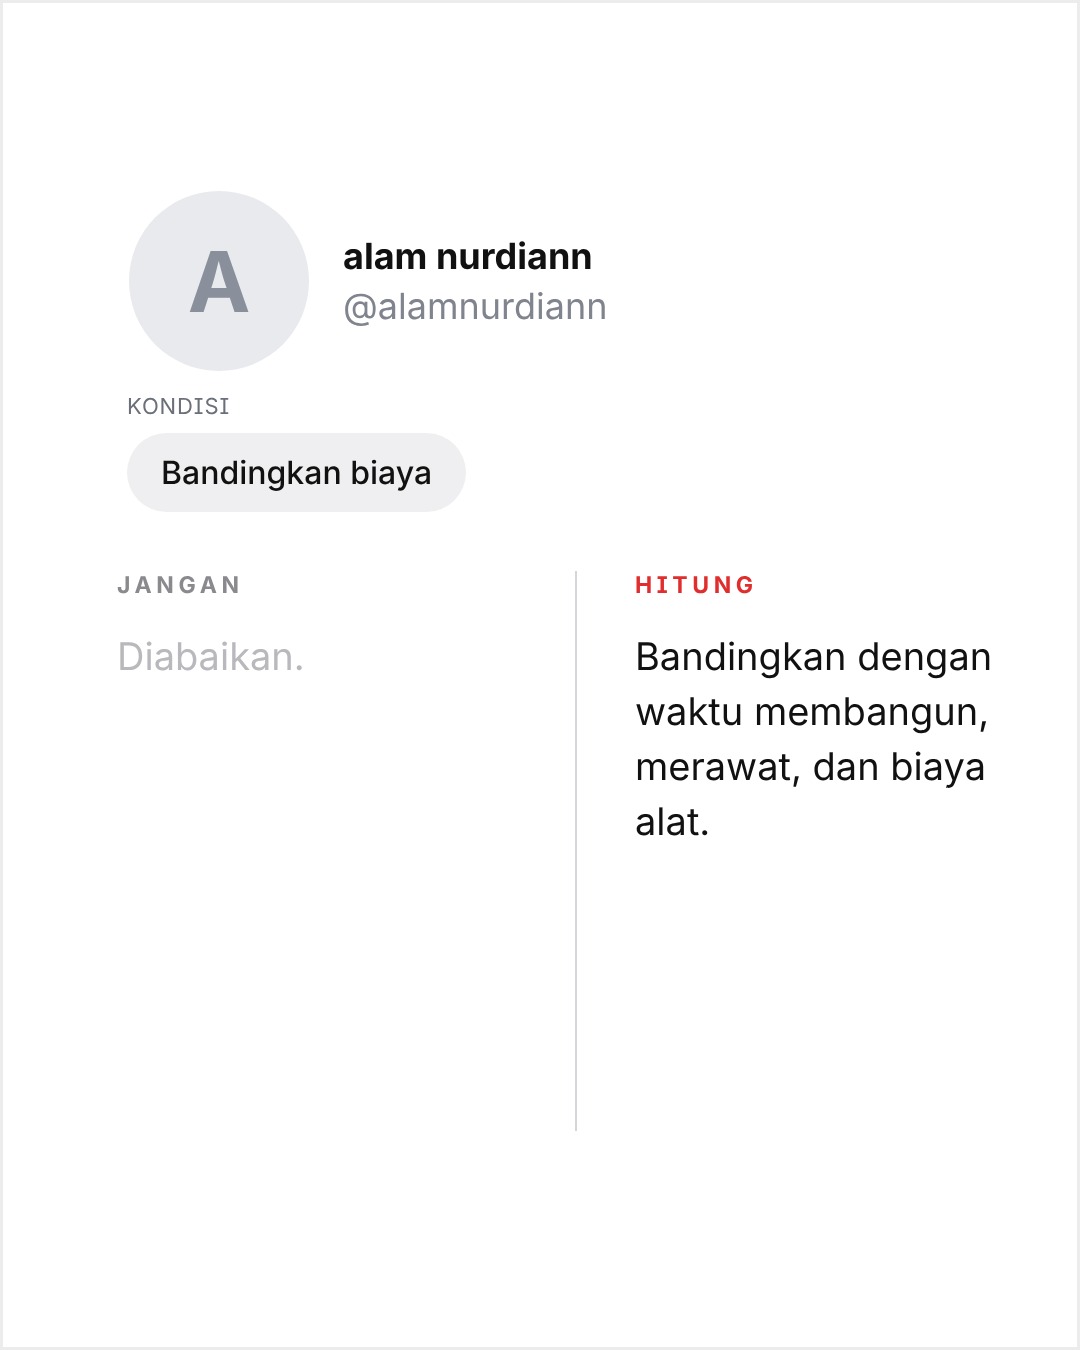 A
alam nurdiann
@alamnurdiann
KONDISI
Bandingkan biaya
JANGAN
Diabaikan.
HITUNG
Bandingkan dengan
waktu membangun,
merawat, dan biaya
alat.